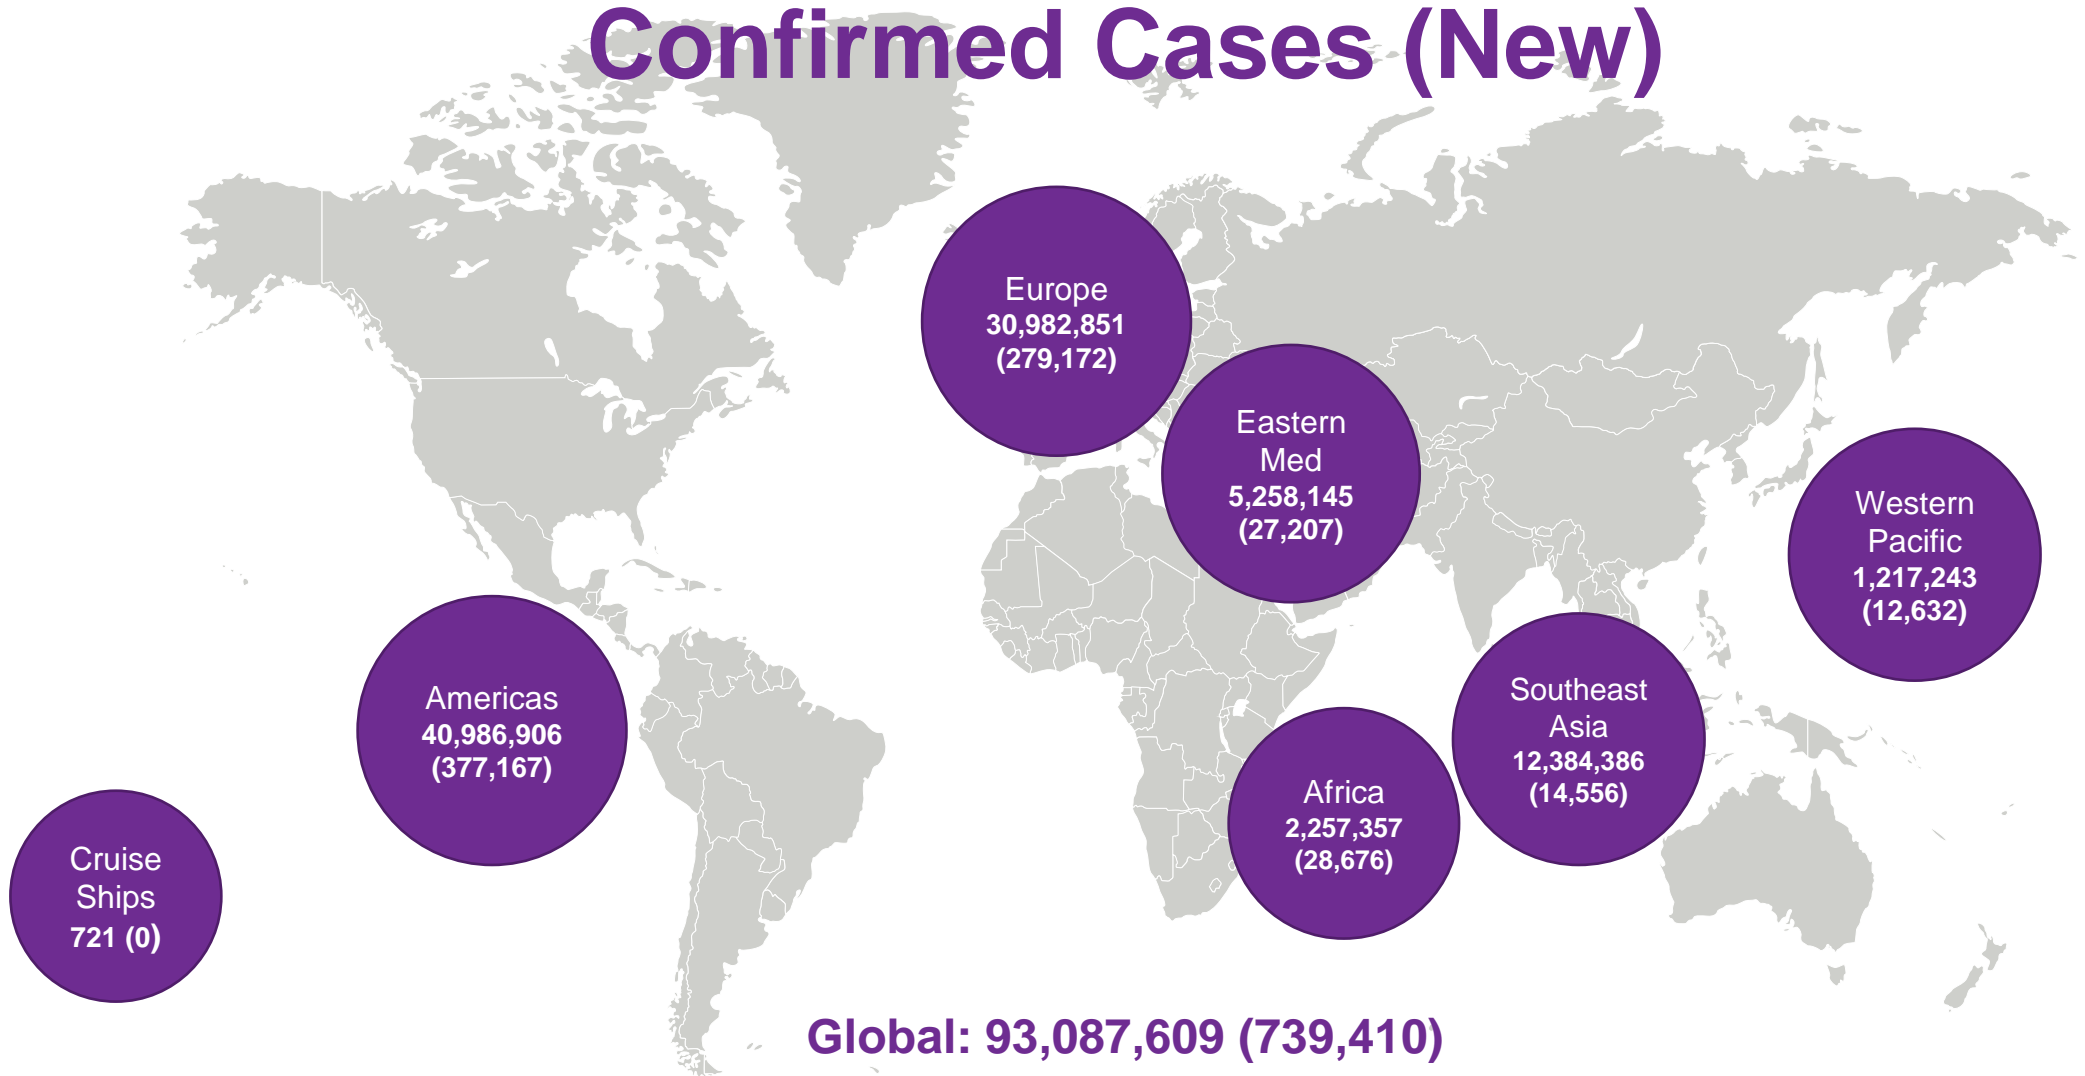 Confirmed Cases (New)
Europe
30,982,851
(279,172)
Eastern
Med
5,258,145
(27,207)
Western
Pacific
1,217,243
(12,632)
Americas
40,986,906
(377,167)
Southeast
Asia
12,384,386
(14,556)
Africa
2,257,357
(28,676)
Cruise
Ships
721 (0)
Global: 93,087,609 (739,410)